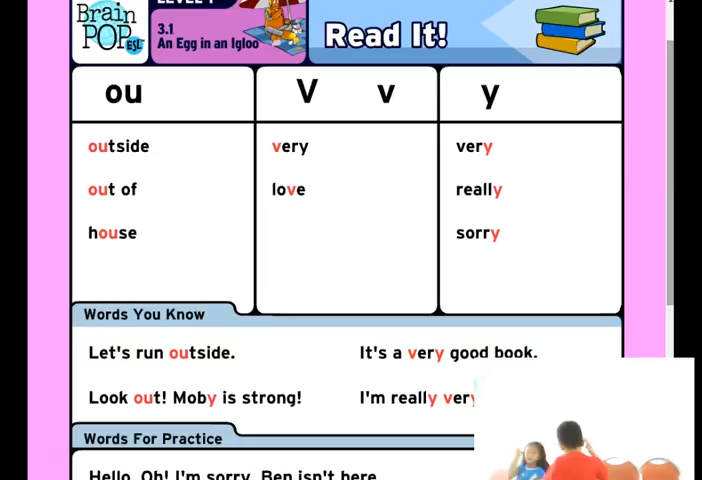 Brain
POP ESL
3.1
An Egg in an Igloo
Read It!
ou V v y
outside very very
out of love really
house sorry
Words You Know
Let's run outside. It's a very good book.
Look out! Moby is strong! I'm really very
Words For Practice
Hello. Oh! I'm sorry. Ben isn't here